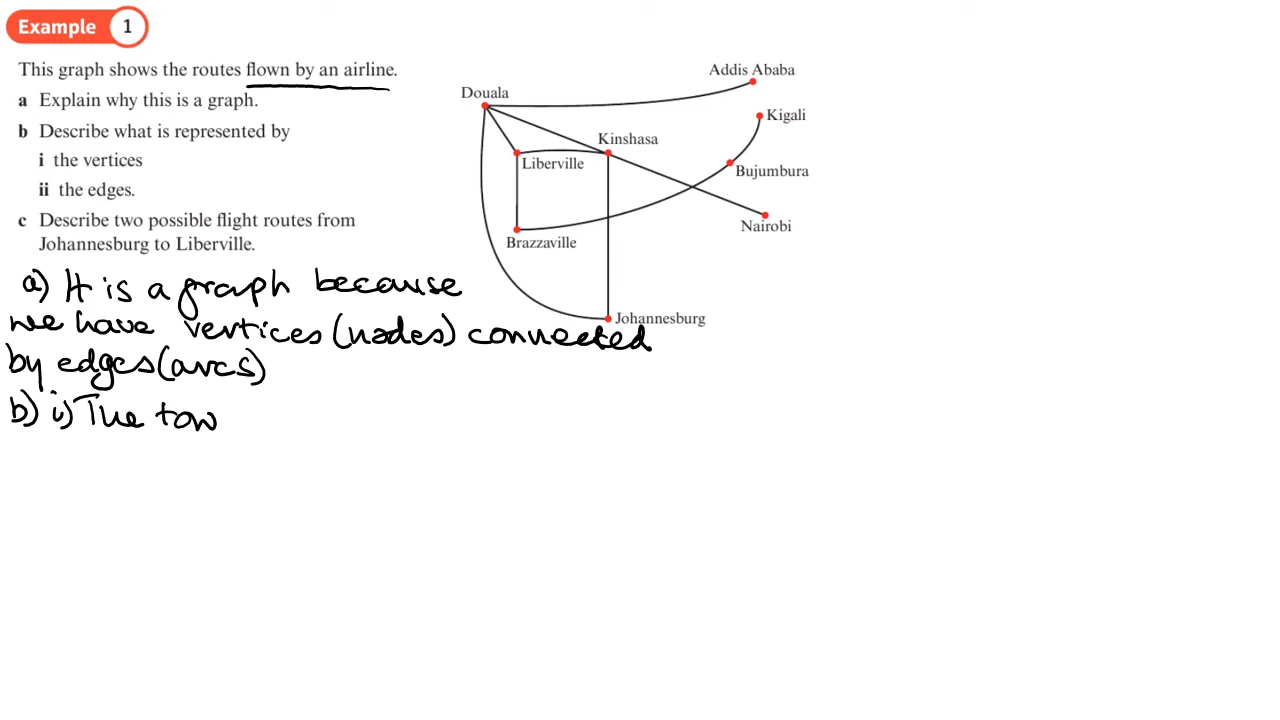 Example 1
This graph shows the routes flown by an airline.
a Explain why this is a graph.
b Describe what is represented by
i the vertices
ii the edges.
c Describe two possible flight routes from
Johannesburg to Liberville.
Addis Ababa
Douala
Kigali
Kinshasa
Liberville
Bujumbura
Nairobi
Brazzaville
Johannesburg
a) It is a graph because
we have vertices (nodes) connected
by edges (arcs)
b) i) The tow